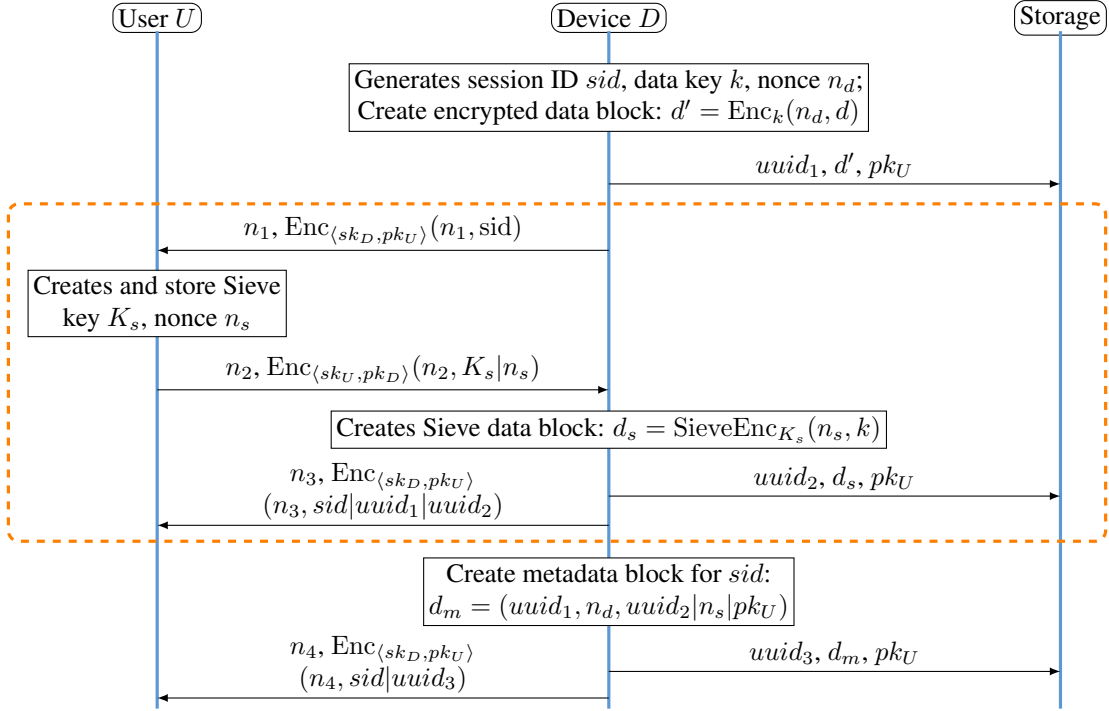 User U
Device D
Storage
Generates session ID sid, data key k, nonce n_d;
Create encrypted data block: d′ = Enc_k(n_d, d)
uuid_1, d′, pk_U
n_1, Enc_⟨sk_D,pk_U⟩(n_1, sid)
Creates and store Sieve
key K_s, nonce n_s
n_2, Enc_⟨sk_U,pk_D⟩(n_2, K_s|n_s)
Creates Sieve data block: d_s = SieveEnc_{K_s}(n_s, k)
n_3, Enc_⟨sk_D,pk_U⟩
(n_3, sid|uuid_1|uuid_2)
uuid_2, d_s, pk_U
Create metadata block for sid:
d_m = (uuid_1, n_d, uuid_2|n_s|pk_U)
n_4, Enc_⟨sk_D,pk_U⟩
(n_4, sid|uuid_3)
uuid_3, d_m, pk_U